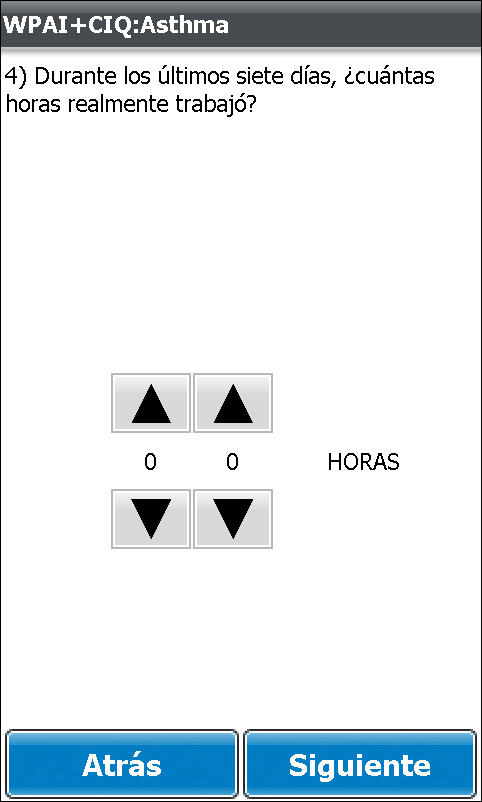 WPAI+CIQ:Asthma
4) Durante los últimos siete días, ¿cuántas
horas realmente trabajó?
0 0 HORAS
Atrás Siguiente